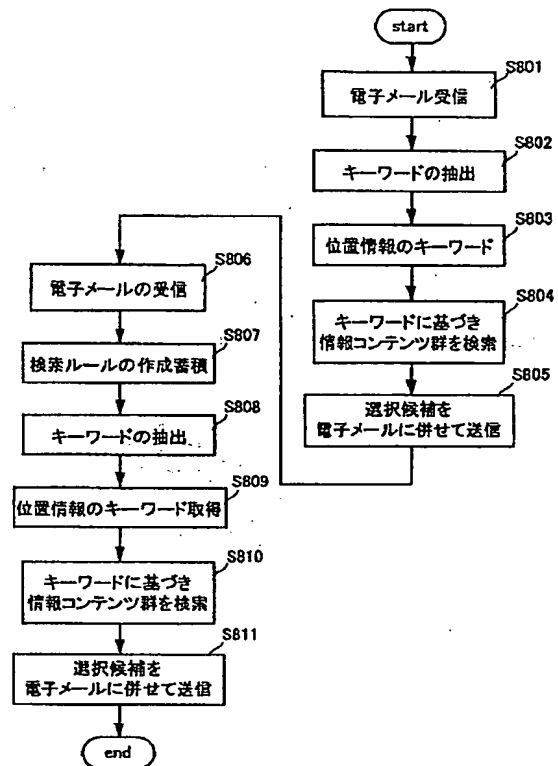 start
S801
電子メール受信
S802
キーワードの抽出
S803
位置情報のキーワード
S804
キーワードに基づき
情報コンテンツ群を検索
S805
選択候補を
電子メールに併せて送信
S806
電子メールの受信
S807
検索ルールの作成蓄積
S808
キーワードの抽出
S809
位置情報のキーワード取得
S810
キーワードに基づき
情報コンテンツ群を検索
S811
選択候補を
電子メールに併せて送信
end